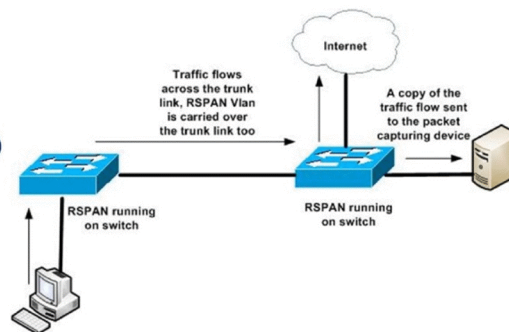 Internet
Traffic flows
across the trunk
link, RSPAN Vlan
is carried over
the trunk link too
A copy of the
traffic flow sent
to the packet
capturing device
RSPAN running
on switch
RSPAN running
on switch